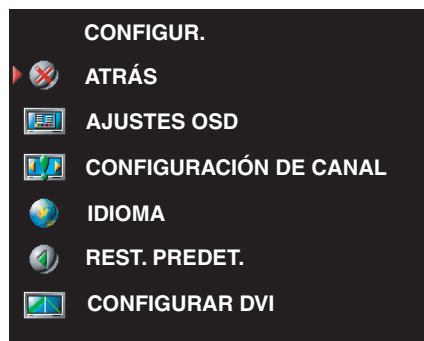 CONFIGUR.
ATRÁS
AJUSTES OSD
CONFIGURACIÓN DE CANAL
IDIOMA
REST. PREDET.
CONFIGURAR DVI